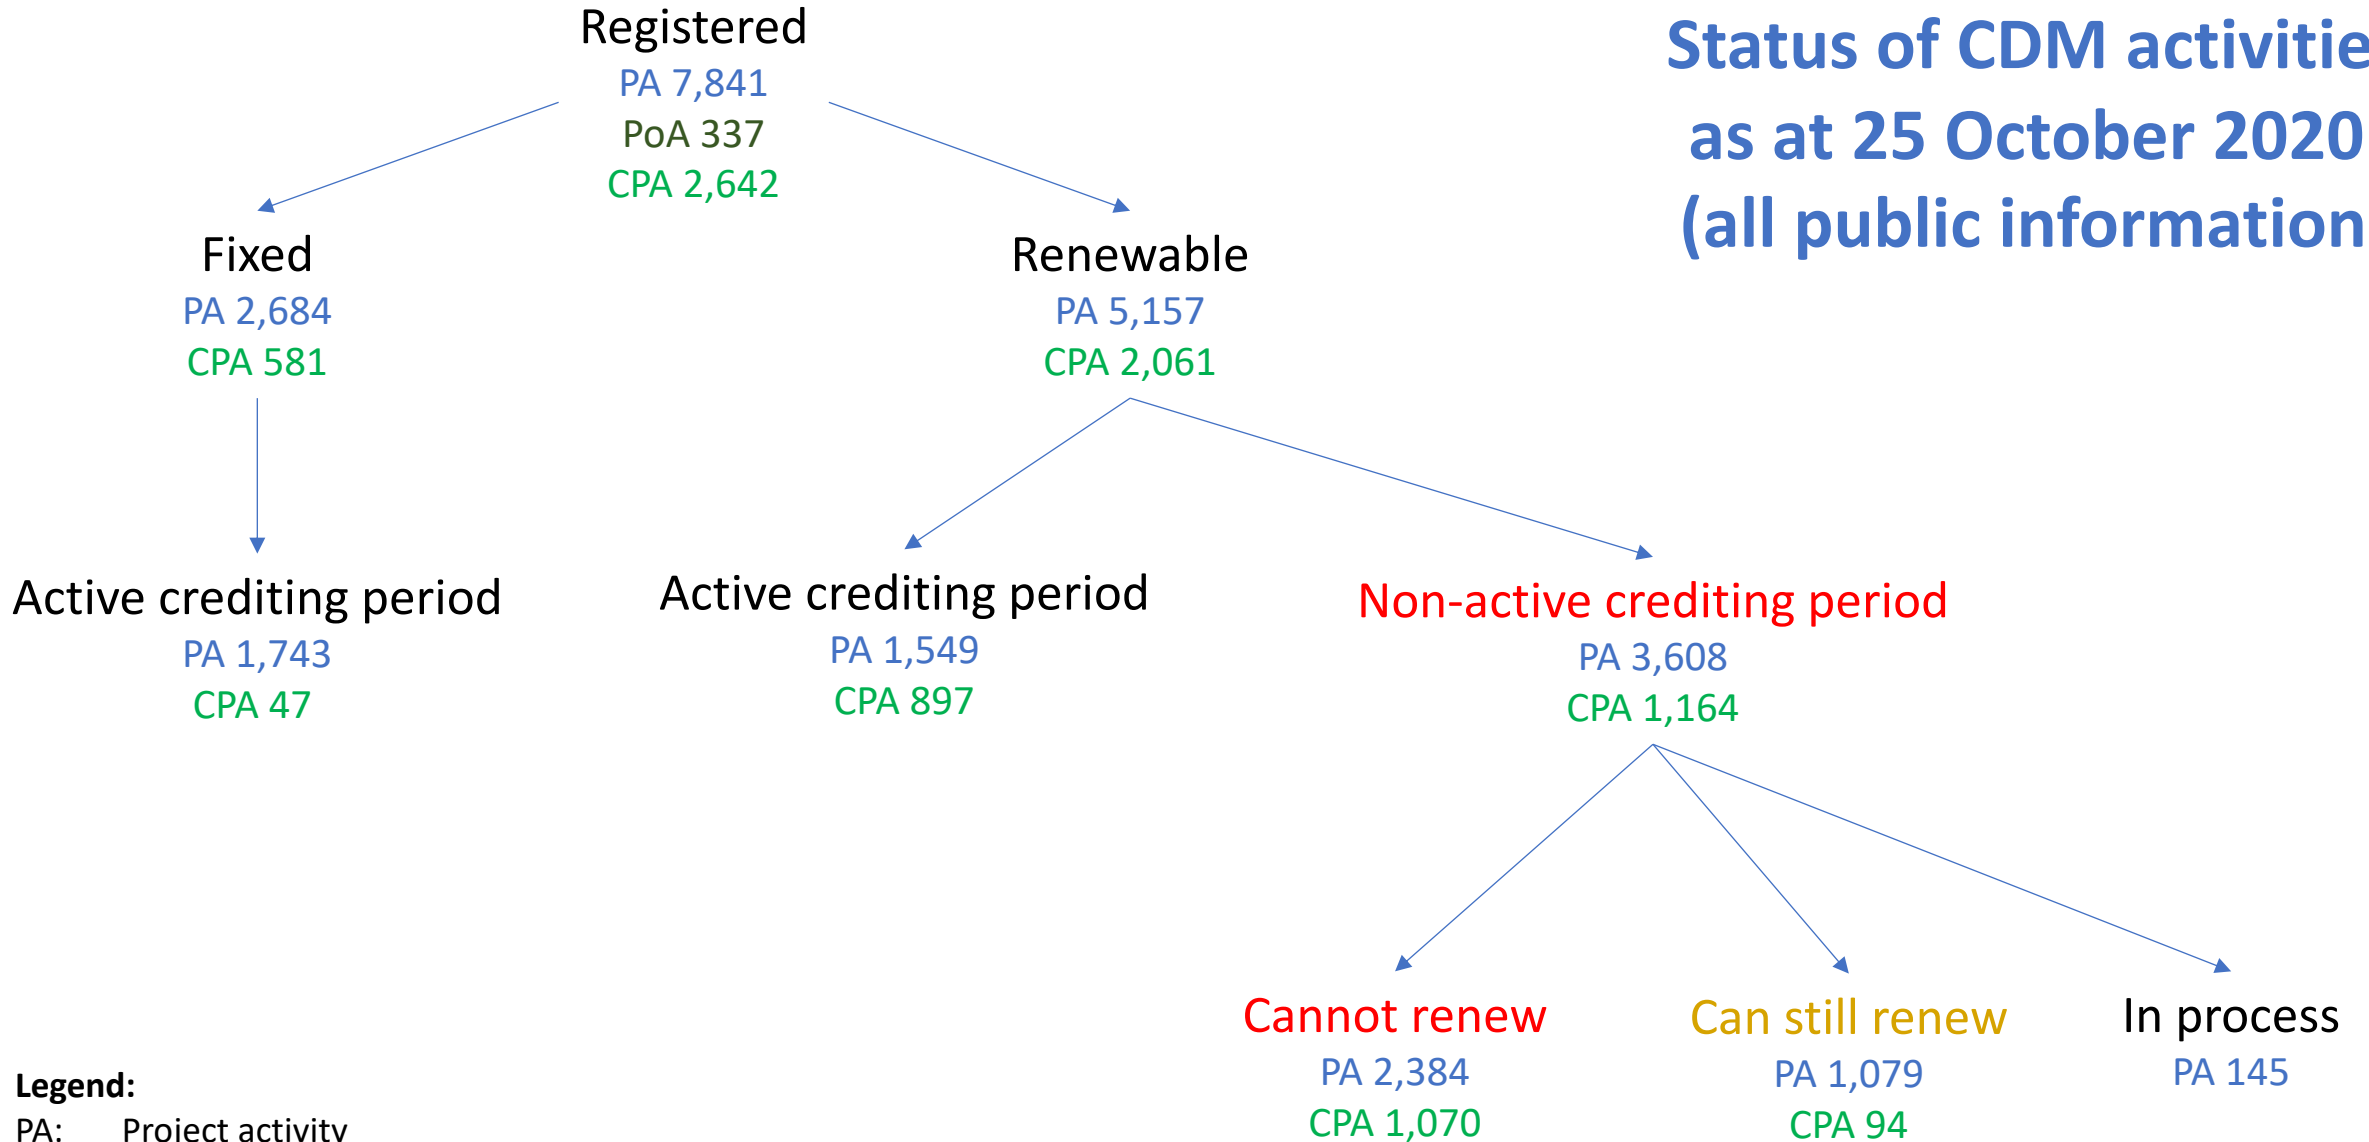 Registered
PA 7,841
PoA 337
CPA 2,642
Status of CDM activitie
as at 25 October 2020
(all public information
Fixed
PA 2,684
CPA 581
Renewable
PA 5,157
CPA 2,061
Active crediting period
PA 1,743
CPA 47
Active crediting period
PA 1,549
CPA 897
Non-active crediting period
PA 3,608
CPA 1,164
Cannot renew
PA 2,384
CPA 1,070
Can still renew
PA 1,079
CPA 94
In process
PA 145
Legend:
PA: Project activity